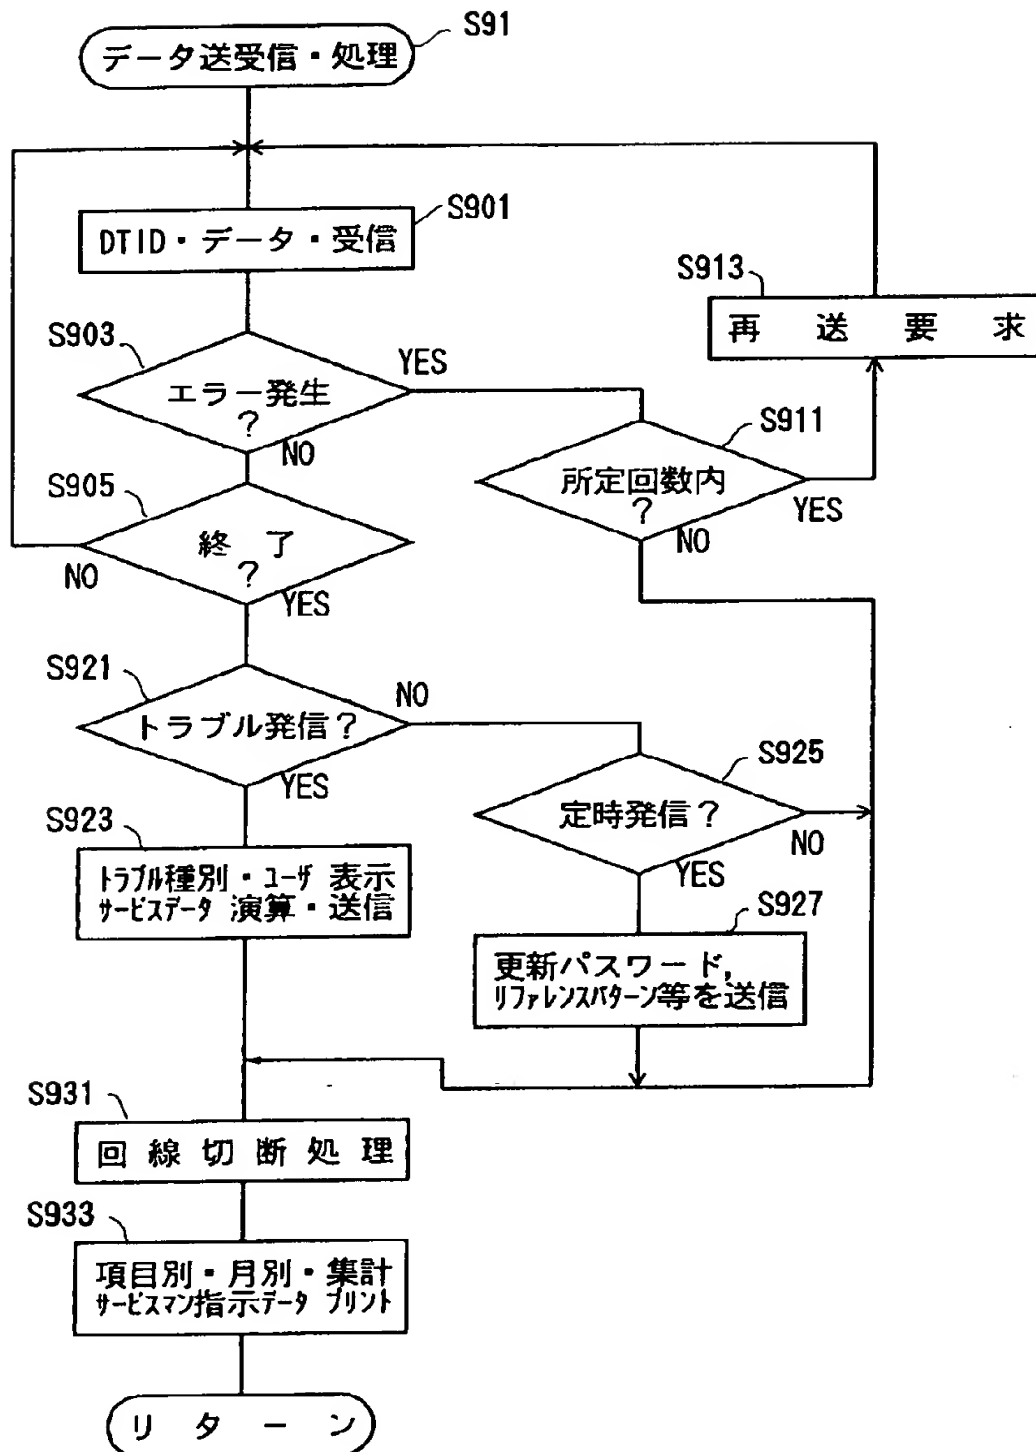 S91
データ送受信・処理
S901
DTID・データ・受信
S913
再送要求
S903
エラー発生
?
YES
NO
S911
所定回数内
?
YES
NO
S905
終了
?
NO
YES
S921
トラブル発信?
NO
YES
S925
定時発信?
NO
YES
S923
トラブル種別・ユーザ 表示
サービスデータ 演算・送信
S927
更新パスワード,
リファレンスパターン等を送信
S931
回線切断処理
S933
項目別・月別・集計
サービスマン指示データ プリント
リターン